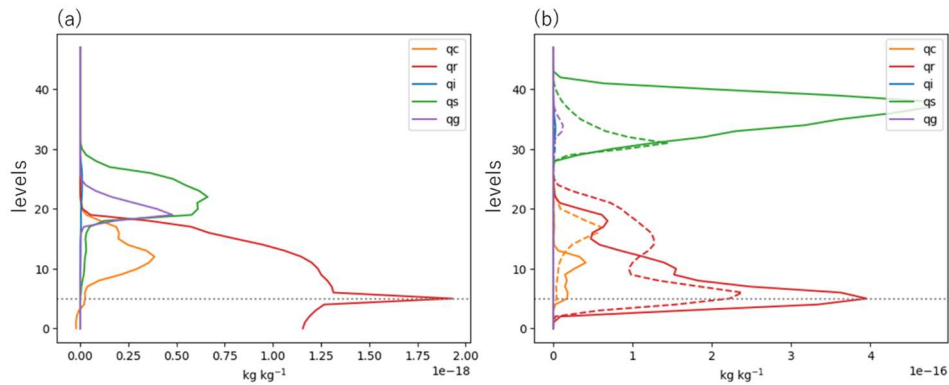 (a)
(b)
qc
qr
qi
qs
qg
qc
qr
qi
qs
qg
levels
levels
40
30
20
10
0
40
30
20
10
0
0.00 0.25 0.50 0.75 1.00 1.25 1.50 1.75 2.00
1e−18
kg kg⁻¹
0 1 2 3 4
1e−16
kg kg⁻¹